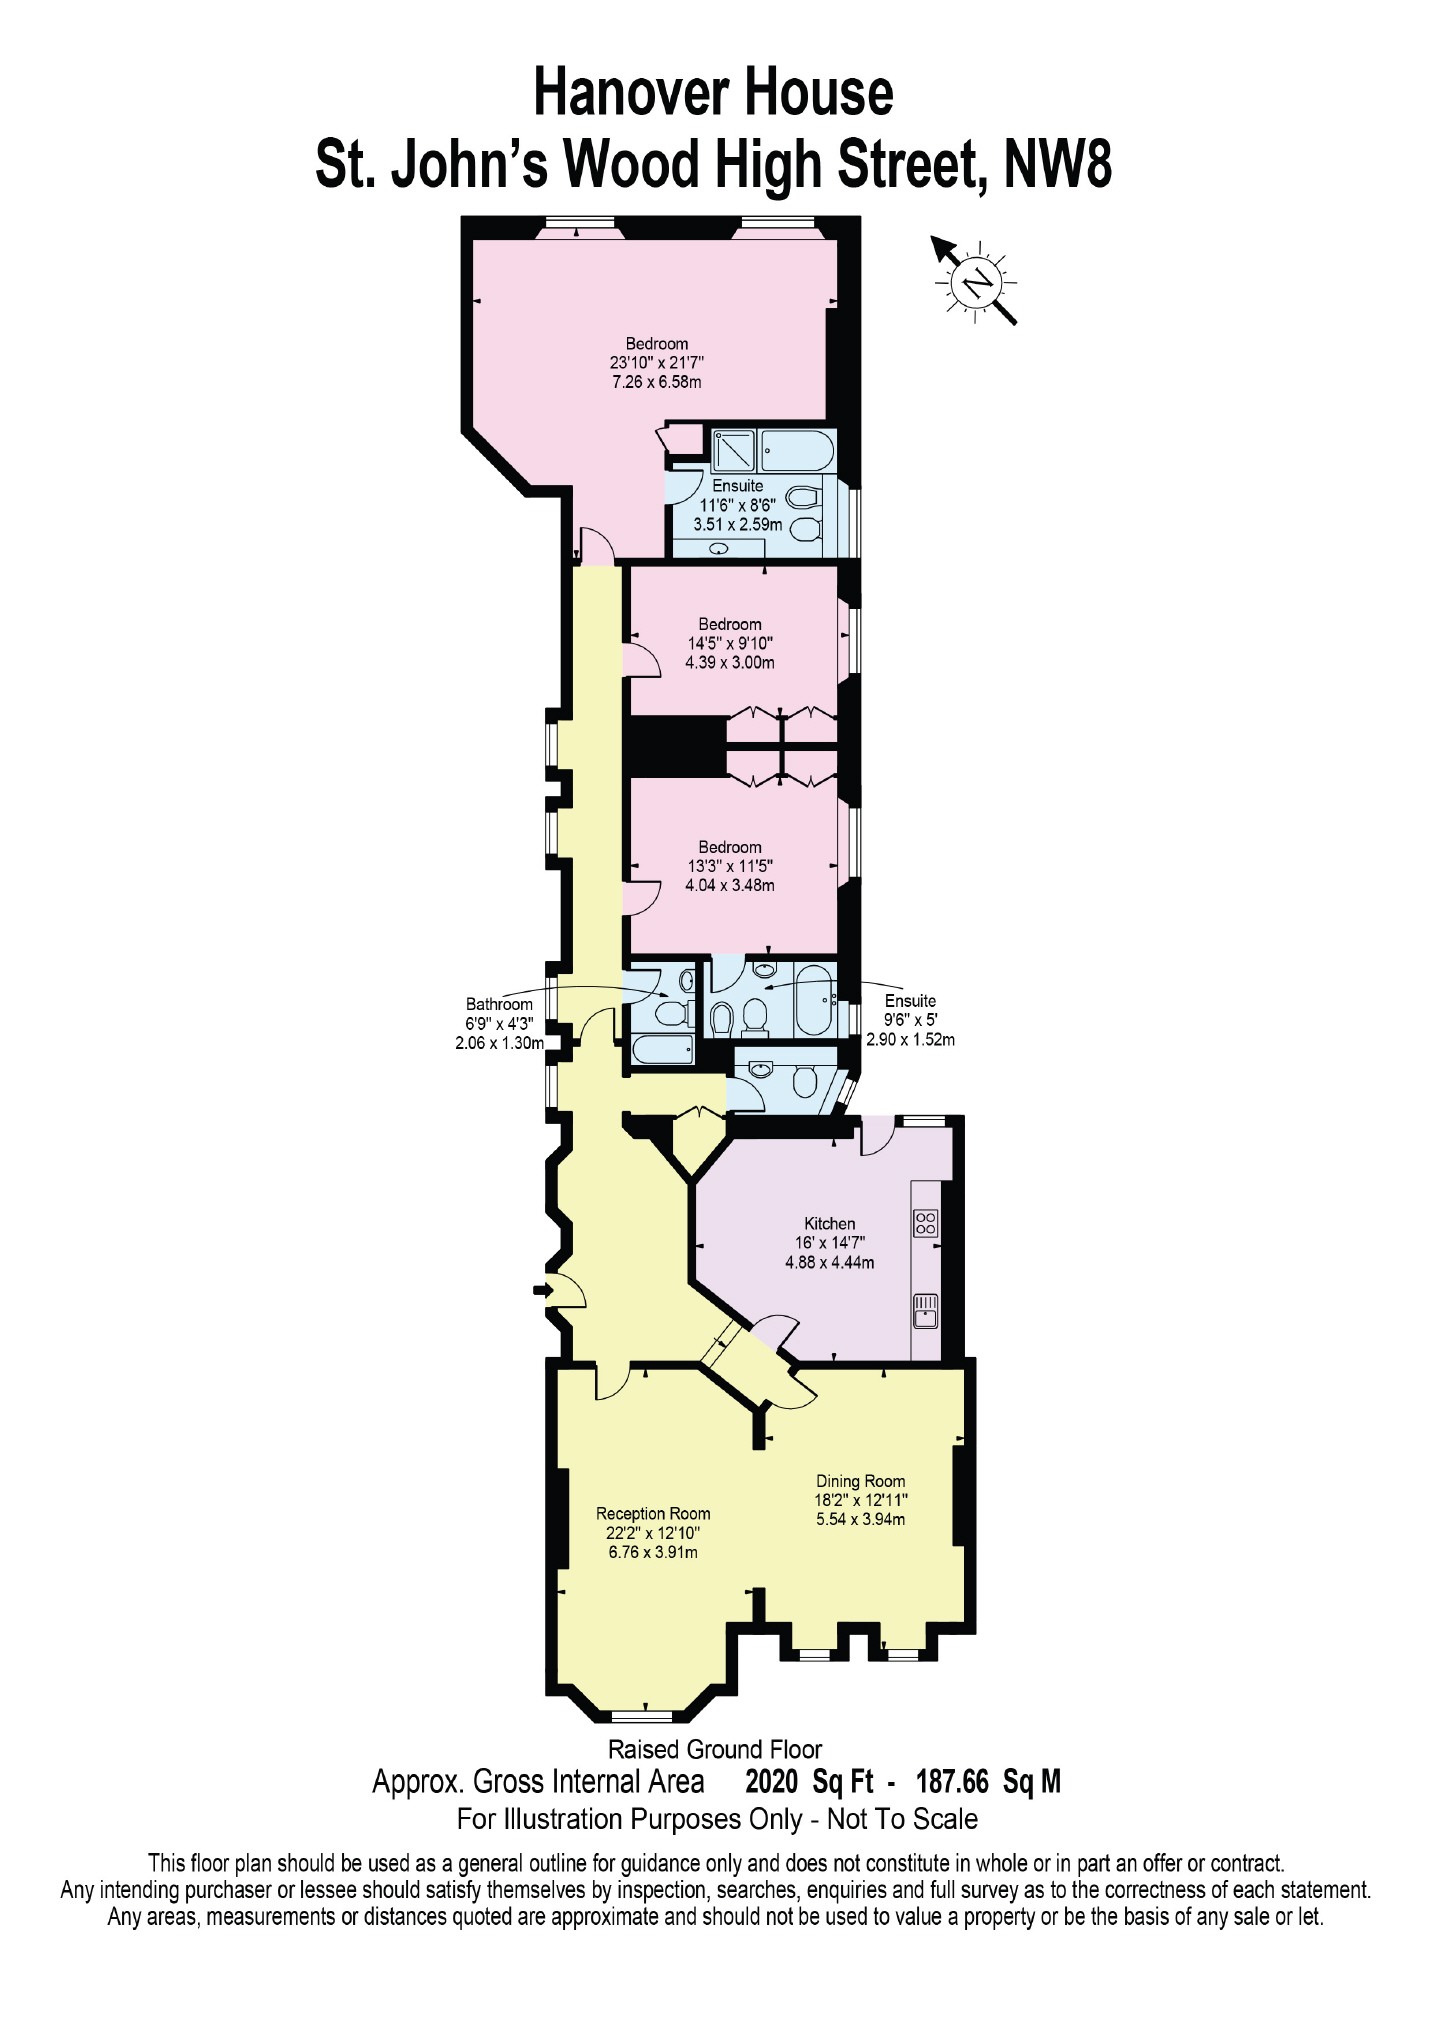 Hanover House
St. John's Wood High Street, NW8
N
Bedroom
23'10" x 21'7"
7.26 x 6.58m
Ensuite
11'6" x 8'6"
3.51 x 2.59m
Bedroom
14'5" x 9'10"
4.39 x 3.00m
Bedroom
13'3" x 11'5"
4.04 x 3.48m
Bathroom
6'9" x 4'3"
2.06 x 1.30m
Ensuite
9'6" x 5'
2.90 x 1.52m
Kitchen
16' x 14'7"
4.88 x 4.44m
Dining Room
18'2" x 12'11"
5.54 x 3.94m
Reception Room
22'2" x 12'10"
6.76 x 3.91m
Raised Ground Floor
Approx. Gross Internal Area 2020 Sq Ft - 187.66 Sq M
For Illustration Purposes Only - Not To Scale
This floor plan should be used as a general outline for guidance only and does not constitute in whole or in part an offer or contract.
Any intending purchaser or lessee should satisfy themselves by inspection, searches, enquiries and full survey as to the correctness of each statement.
Any areas, measurements or distances quoted are approximate and should not be used to value a property or be the basis of any sale or let.